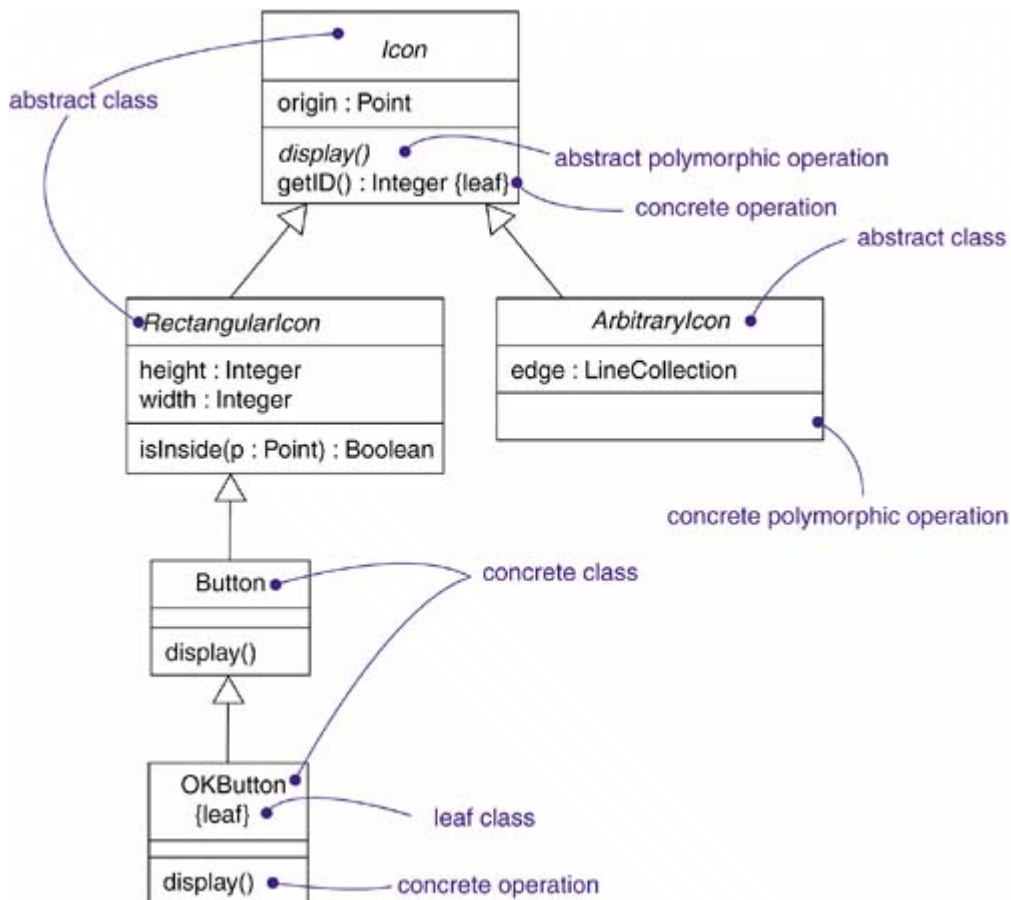 Icon
abstract class
origin : Point
display()
abstract polymorphic operation
getID() : Integer {leaf}
concrete operation
abstract class
RectangularIcon
ArbitraryIcon
height : Integer
width : Integer
edge : LineCollection
isInside(p : Point) : Boolean
concrete polymorphic operation
Button
concrete class
display()
OKButton
{leaf}
leaf class
display()
concrete operation